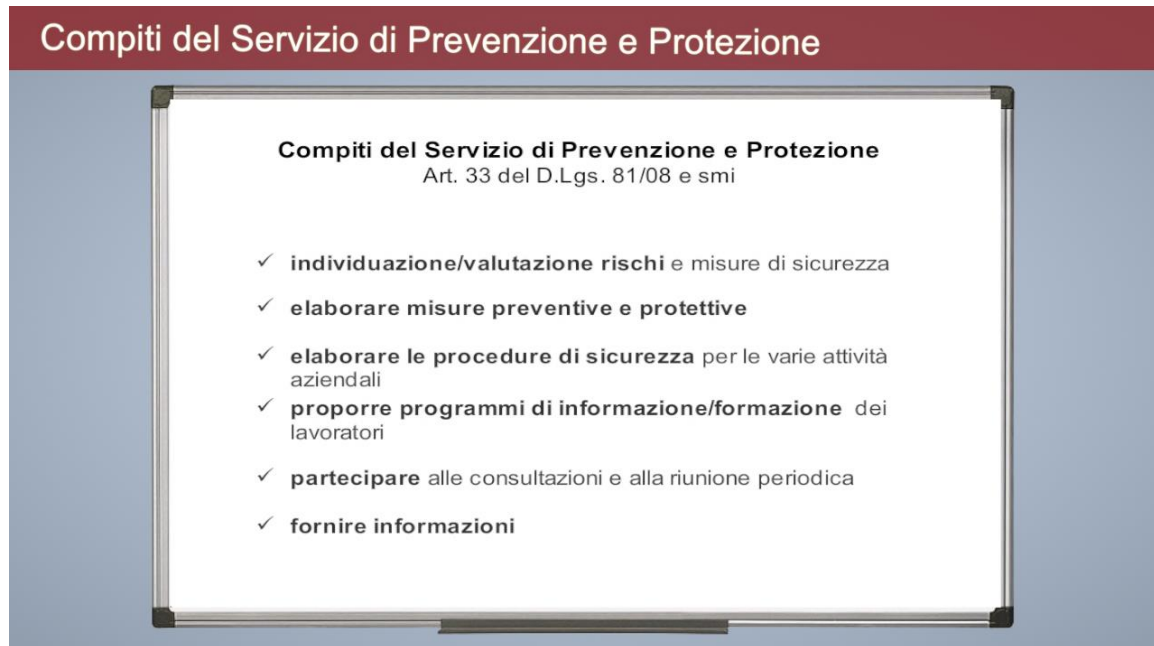 Compiti del Servizio di Prevenzione e Protezione
Compiti del Servizio di Prevenzione e Protezione
Art. 33 del D.Lgs. 81/08 e smi
✓ individuazione/valutazione rischi e misure di sicurezza
✓ elaborare misure preventive e protettive
✓ elaborare le procedure di sicurezza per le varie attività
aziendali
✓ proporre programmi di informazione/formazione dei
lavoratori
✓ partecipare alle consultazioni e alla riunione periodica
✓ fornire informazioni